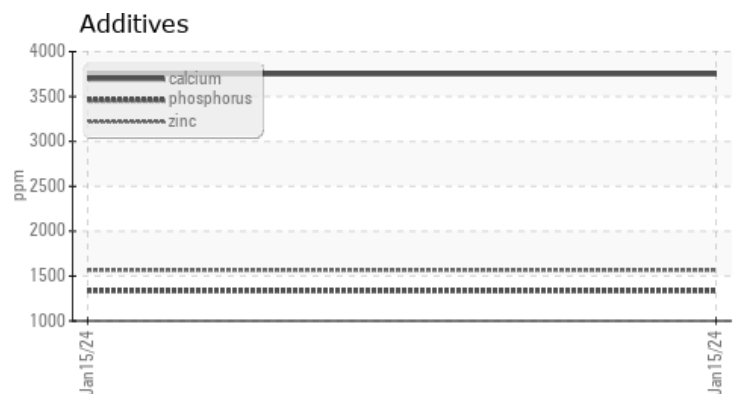 Additives
4000
3500
3000
2500
2000
1500
1000
ppm
calcium
phosphorus
zinc
Jan15/24
Jan15/24